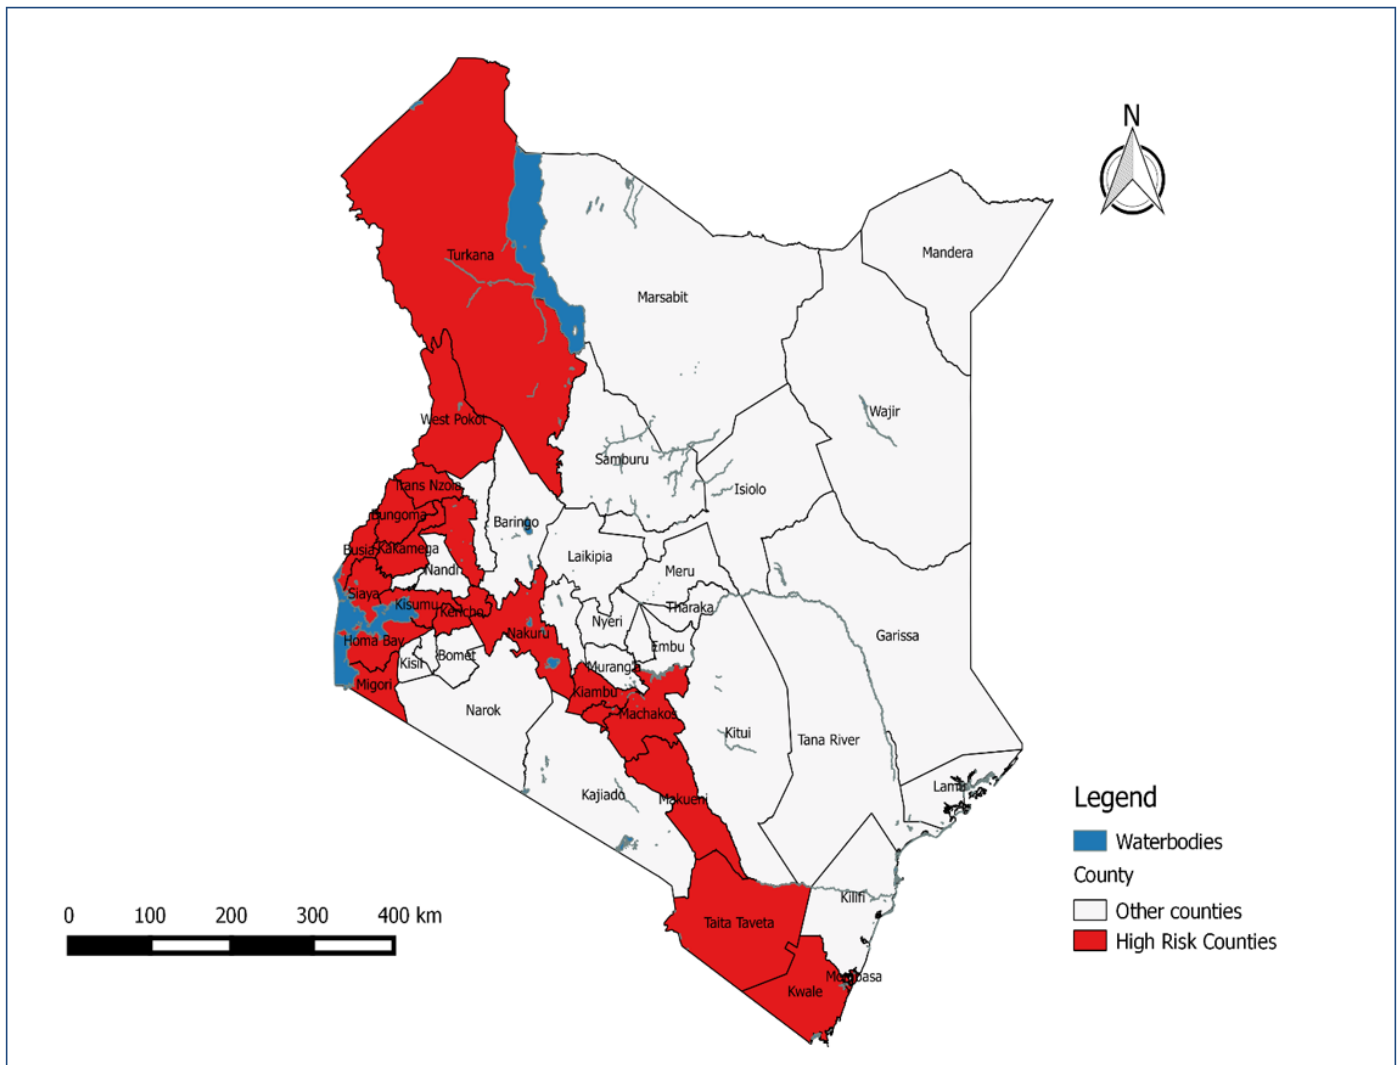 N
Mandera
Turkana
Marsabit
Wajir
West Pokot
Samburu
Isiolo
Trans Nzoia
Bungoma
Baringo
Busia
Kakamega
Laikipia
Nandi
Meru
Siaya
Kisumu
Kericho
Tharaka
Nyeri
Nakuru
Garissa
Homa Bay
Embu
Kisii
Bomet
Murang'a
Migori
Kiambu
Narok
Machakos
Kitui
Tana River
Kajiado
Makueni
Lamu
Legend
Waterbodies
County
Kilifi
Other counties
0 100 200 300 400 km
Taita Taveta
High Risk Counties
Mombasa
Kwale